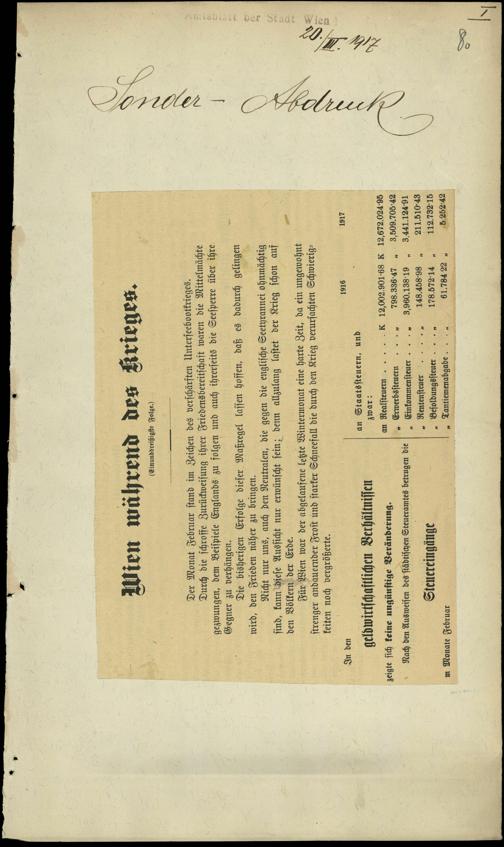 Amtsblatt der Stadt Wien
20./III. 1917
I
80
Sonder-Abdruck
Wien während des Krieges.
(Einunddreißigste Folge.)
Der Monat Februar stand im Zeichen des verschärften Unterseebootkrieges.
Durch die schroffe Zurückweisung ihrer Friedensbereitschaft waren die Mittelmächte
gezwungen, dem Beispiele Englands zu folgen und auch ihrerseits die Seesperre über ihre
Gegner zu verhängen.
Die bisherigen Erfolge dieser Maßregel lassen hoffen, daß es dadurch gelingen
wird, den Frieden näher zu bringen.
Nicht nur uns, auch den Neutralen, die gegen die englische Seetyrannei ohnmächtig
sind, kann diese Aussicht nur erwünscht sein; denn allzulang lastet der Krieg schon auf
den Völkern der Erde.
Für Wien war der abgelaufene letzte Wintermonat eine harte Zeit, da ein ungewohnt
strenger andauernder Frost und starker Schneefall die durch den Krieg verursachten Schwierig-
keiten noch vergrößerte.
In den
geldwirtschaftlichen Verhältnissen
zeigte sich keine ungünstige Veränderung.
Nach den Ausweisen des städtischen Steueramtes betrugen die
Steuereingänge
m Monate Februar
1916 1917
an Staatssteuern, und
zwar:
an Realsteuern . . . . . K 12,002.901·68 K 12,672.024·95
„ Erwerbsteuern . . . . „ 798.336·47 „ 3,509.705·42
„ Einkommensteuer . . . „ 3,960.138·19 „ 3,441.124·91
„ Rentensteuer . . . . „ 148.458·98 „ 211.510·43
„ Besoldungssteuer . . . „ 178.572·14 „ 112.732·15
„ Tantiemenabgabe . . . „ 61.784·22 „ 5.252·42